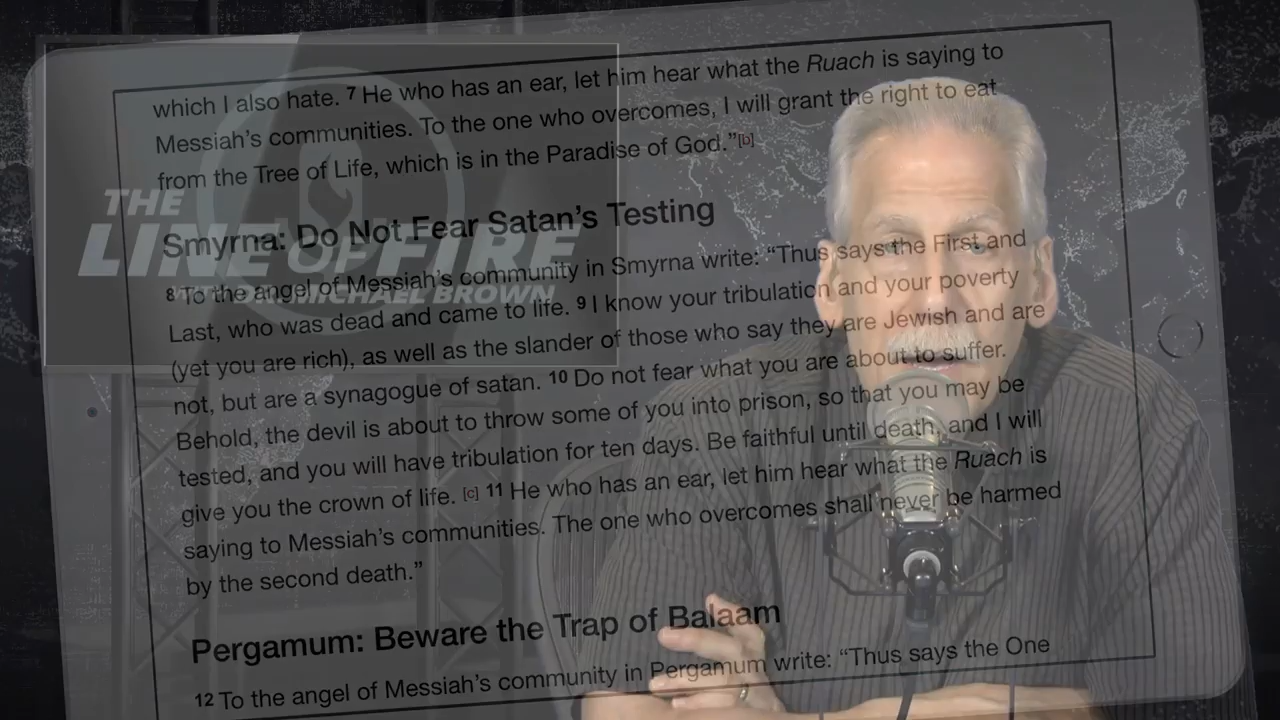 which I also hate. 7 He who has an ear, let him hear what the Ruach is saying to
Messiah's communities. To the one who overcomes, I will grant the right to eat
from the Tree of Life, which is in the Paradise of God."[b]
THE
LINE OF FIRE
WITH DR. MICHAEL BROWN
Smyrna: Do Not Fear Satan's Testing
8 To the angel of Messiah's community in Smyrna write: "Thus says the First and
Last, who was dead and came to life. 9 I know your tribulation and your poverty
(yet you are rich), as well as the slander of those who say they are Jewish and are
not, but are a synagogue of satan. 10 Do not fear what you are about to suffer.
Behold, the devil is about to throw some of you into prison, so that you may be
tested, and you will have tribulation for ten days. Be faithful until death, and I will
give you the crown of life. [c] 11 He who has an ear, let him hear what the Ruach is
saying to Messiah's communities. The one who overcomes shall never be harmed
by the second death."
Pergamum: Beware the Trap of Balaam
12 To the angel of Messiah's community in Pergamum write: "Thus says the One